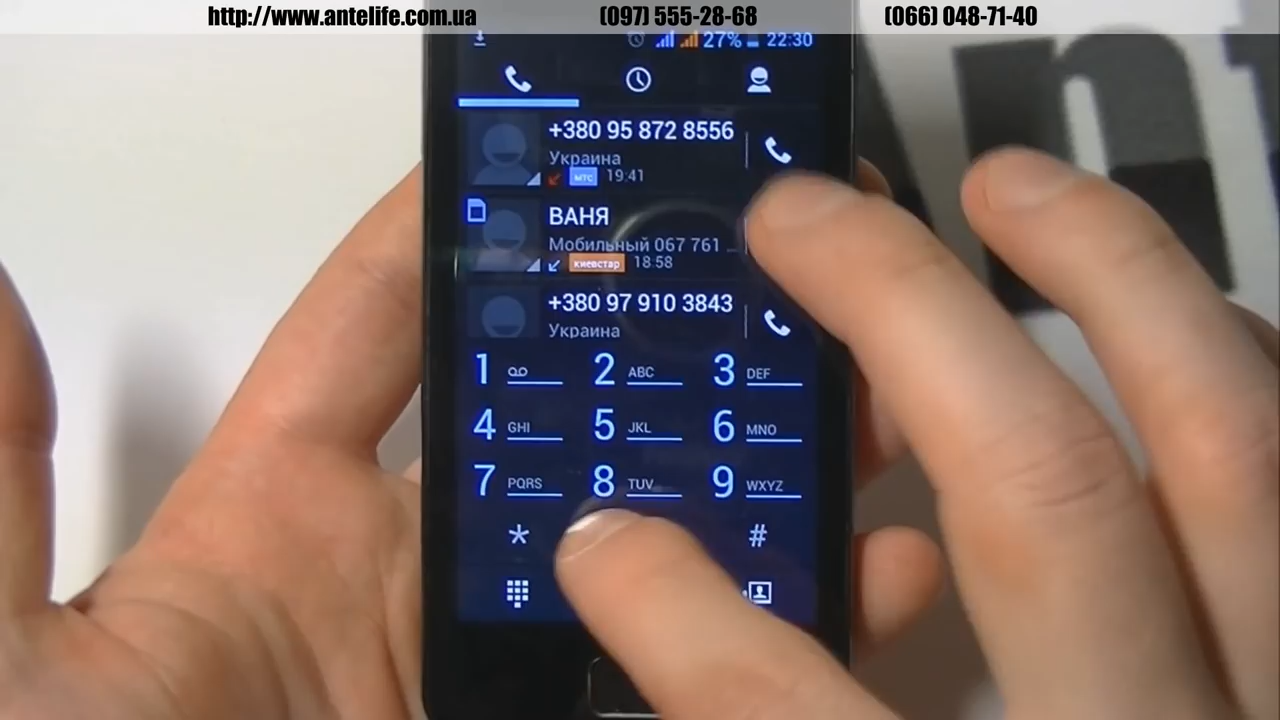 http://www.antelife.com.ua (097) 555-28-68 (066) 048-71-40
27% 22:30
+380 95 872 8556
Украина
мтс 19:41
ВАНЯ
Мобильный 067 761 ...
киевстар 18:58
+380 97 910 3843
Украина
1 2 ABC 3 DEF
4 GHI 5 JKL 6 MNO
7 PQRS 8 TUV 9 WXYZ
* #